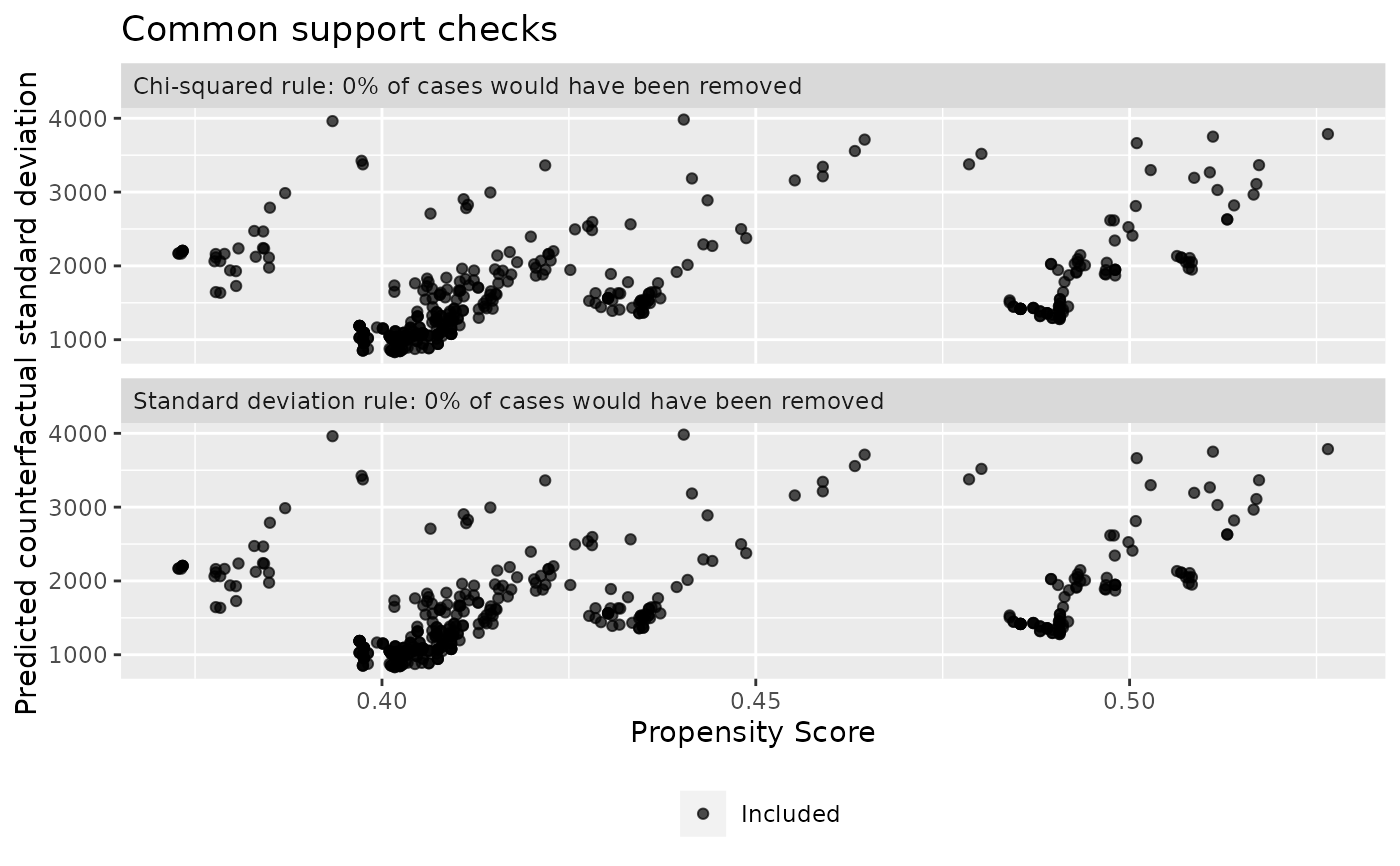 Common support checks
Predicted counterfactual standard deviation
Chi-squared rule: 0% of cases would have been removed
4000
3000
2000
1000
Standard deviation rule: 0% of cases would have been removed
4000
3000
2000
1000
0.40 0.45 0.50
Propensity Score
Included